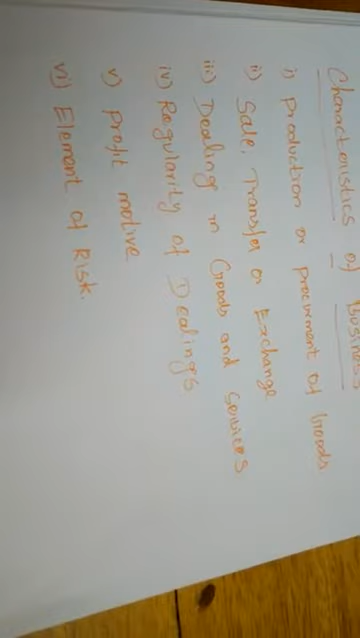 Characteristics of Business
i) Production or procurement of Goods
ii) Sale, Transfer or Exchange
iii) Dealing in Goods and Services
iv) Regularity of Dealings
v) profit motive
vi) Element of Risk.